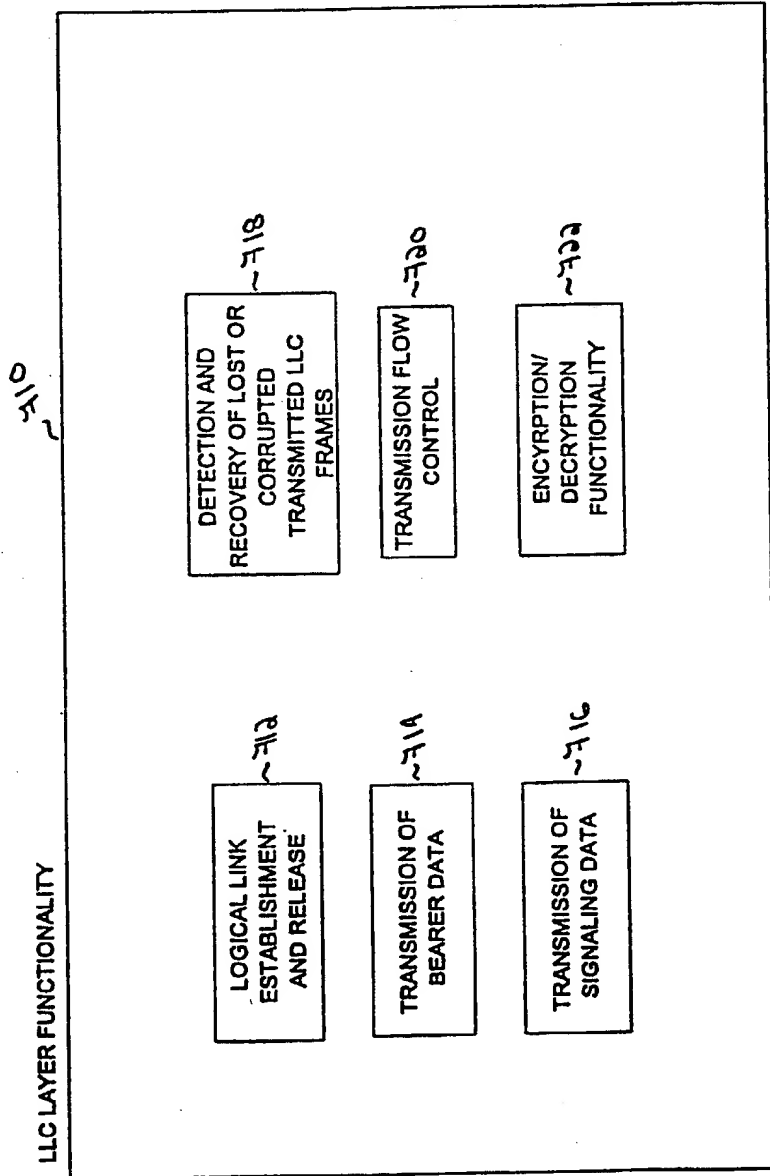 LLC LAYER FUNCTIONALITY
710
LOGICAL LINK
ESTABLISHMENT
AND RELEASE
~712
TRANSMISSION OF
BEARER DATA
~714
TRANSMISSION OF
SIGNALING DATA
~716
DETECTION AND
RECOVERY OF LOST OR
CORRUPTED
TRANSMITTED LLC
FRAMES
~718
TRANSMISSION FLOW
CONTROL
~720
ENCYRPTION/
DECRYPTION
FUNCTIONALITY
~722